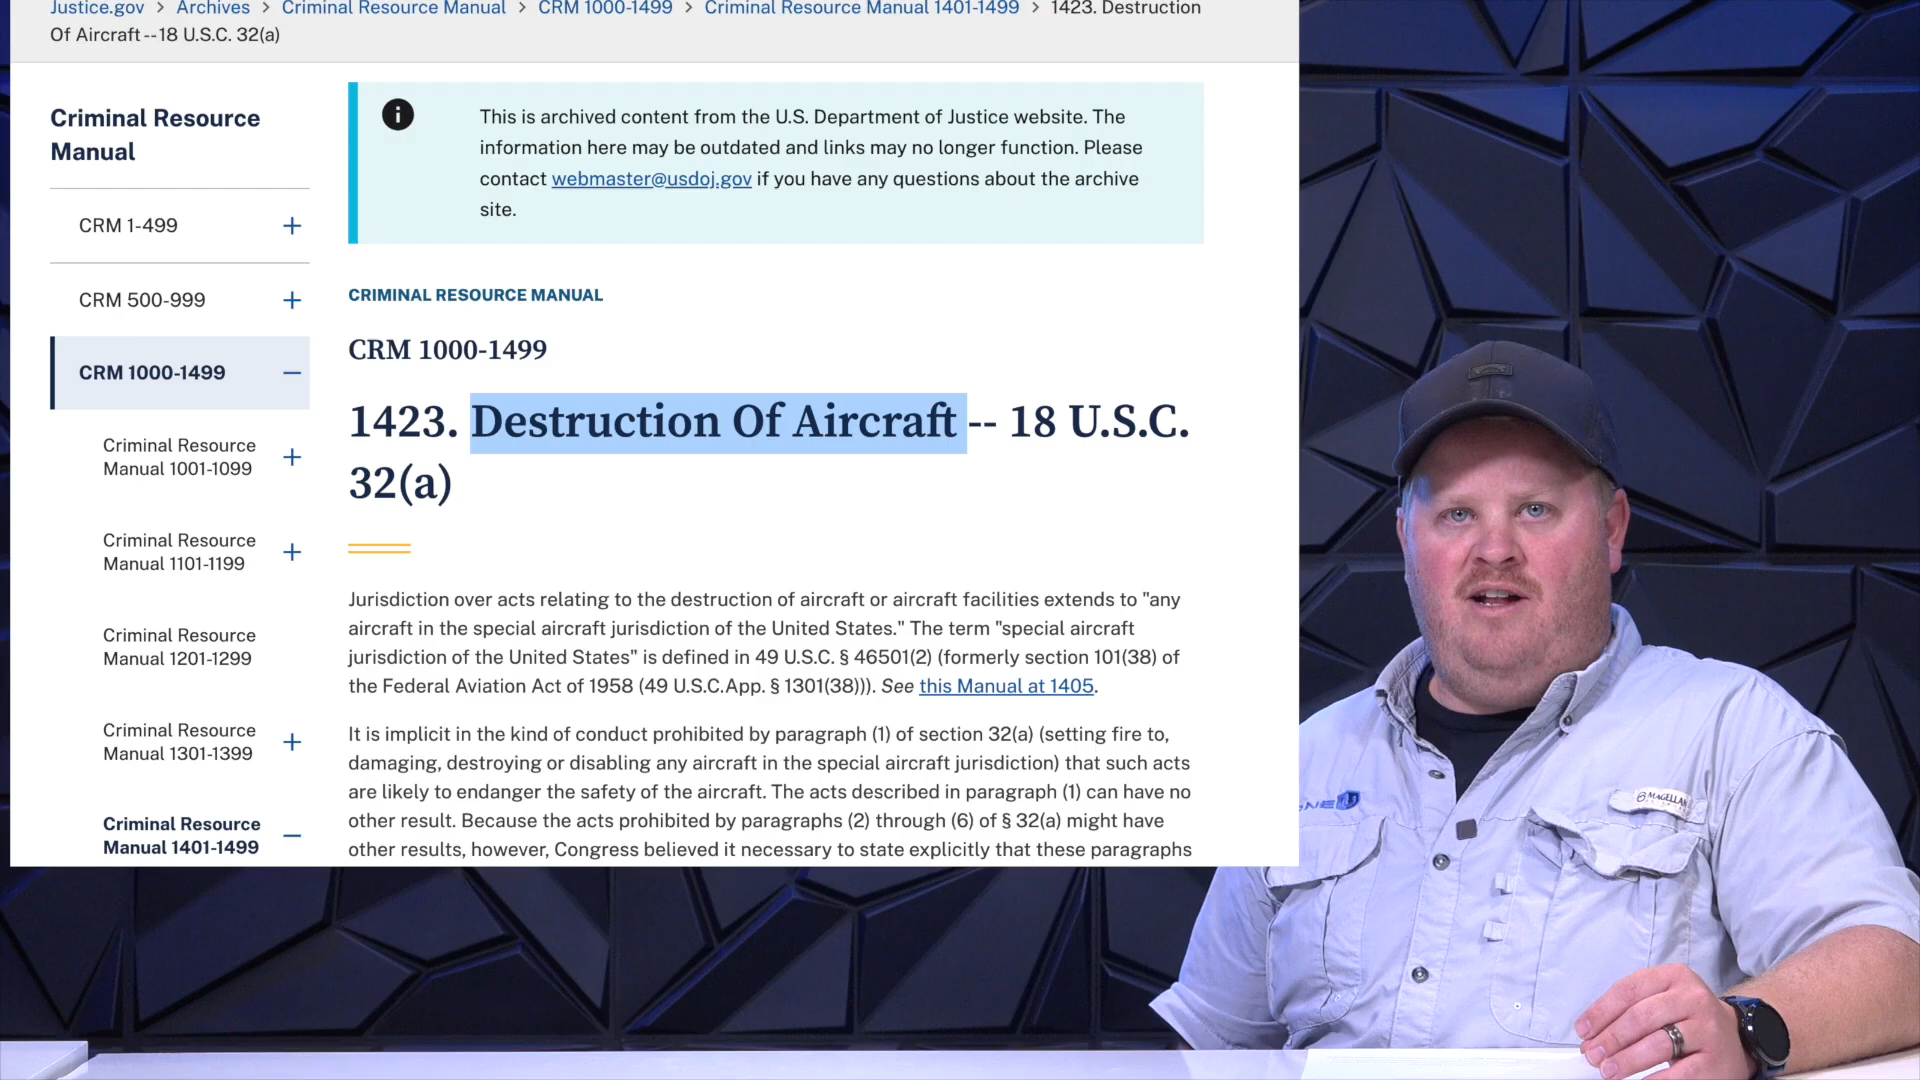 Justice.gov > Archives > Criminal Resource Manual > CRM 1000-1499 > Criminal Resource Manual 1401-1499 > 1423. Destruction
Of Aircraft -- 18 U.S.C. 32(a)
Criminal Resource
Manual
CRM 1-499
CRM 500-999
CRM 1000-1499
Criminal Resource
Manual 1001-1099
Criminal Resource
Manual 1101-1199
Criminal Resource
Manual 1201-1299
Criminal Resource
Manual 1301-1399
Criminal Resource
Manual 1401-1499
This is archived content from the U.S. Department of Justice website. The
information here may be outdated and links may no longer function. Please
contact webmaster@usdoj.gov if you have any questions about the archive
site.
CRIMINAL RESOURCE MANUAL
CRM 1000-1499
1423. Destruction Of Aircraft -- 18 U.S.C.
32(a)
Jurisdiction over acts relating to the destruction of aircraft or aircraft facilities extends to "any
aircraft in the special aircraft jurisdiction of the United States." The term "special aircraft
jurisdiction of the United States" is defined in 49 U.S.C. § 46501(2) (formerly section 101(38) of
the Federal Aviation Act of 1958 (49 U.S.C.App. § 1301(38))). See this Manual at 1405.
It is implicit in the kind of conduct prohibited by paragraph (1) of section 32(a) (setting fire to,
damaging, destroying or disabling any aircraft in the special aircraft jurisdiction) that such acts
are likely to endanger the safety of the aircraft. The acts described in paragraph (1) can have no
other result. Because the acts prohibited by paragraphs (2) through (6) of § 32(a) might have
other results, however, Congress believed it necessary to state explicitly that these paragraphs
MAGELLAN